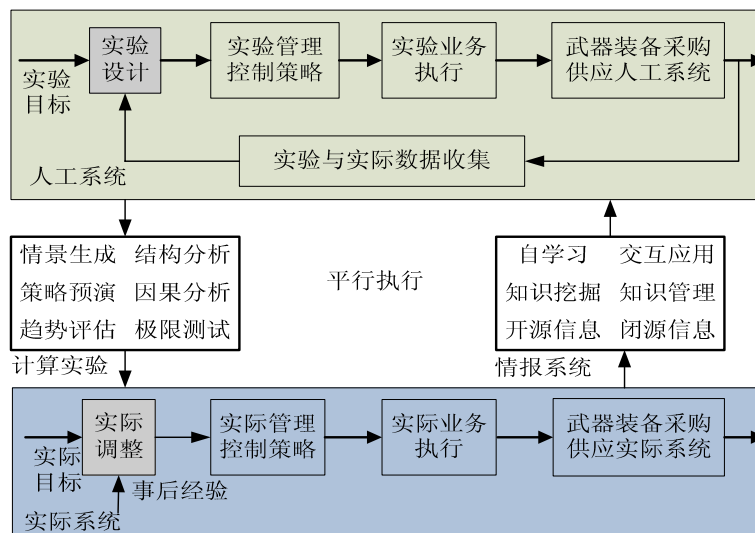 实验目标
实验设计
实验管理控制策略
实验业务执行
武器装备采购供应人工系统
实验与实际数据收集
人工系统
情景生成 结构分析
策略预演 因果分析
趋势评估 极限测试
计算实验
平行执行
自学习 交互应用
知识挖掘 知识管理
开源信息 闭源信息
情报系统
实际目标
实际调整
实际管理控制策略
实际业务执行
武器装备采购供应实际系统
事后经验
实际系统